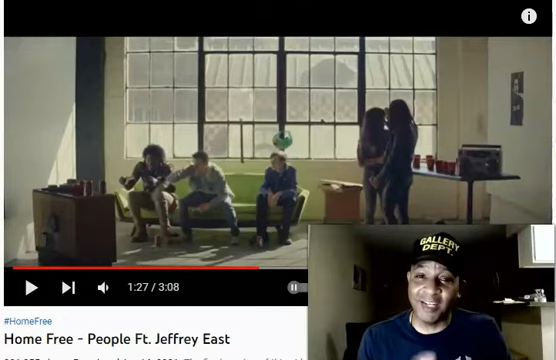 1:27 / 3:08
#HomeFree
Home Free - People Ft. Jeffrey East
GALLERY
DEPT.